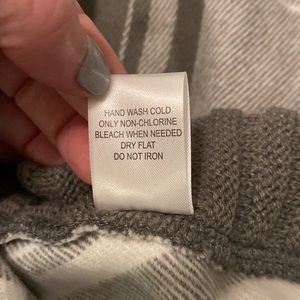 HAND WASH COLD
ONLY NON-CHLORINE
BLEACH WHEN NEEDED
DRY FLAT
DO NOT IRON